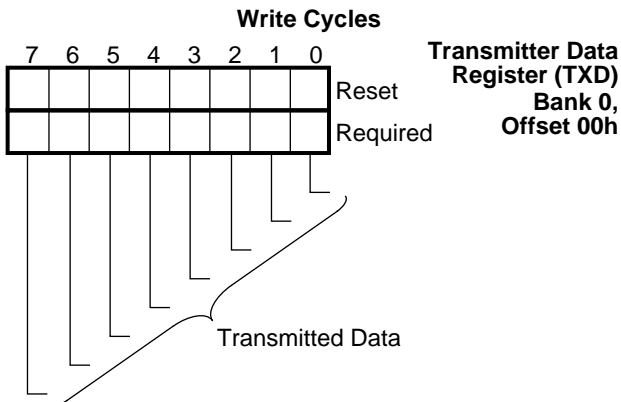 Write Cycles
7 6 5 4 3 2 1 0
Transmitter Data
Register (TXD)
Bank 0,
Offset 00h
Reset
Required
Transmitted Data